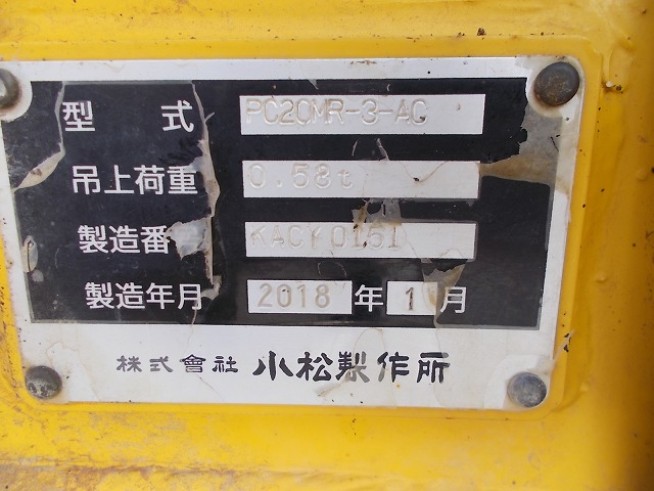 型 式 PC20MR-3-AC
吊上荷重 0.58t
製造番 KACY0151
製造年月 2018 年 1 月
株式會社 小松製作所